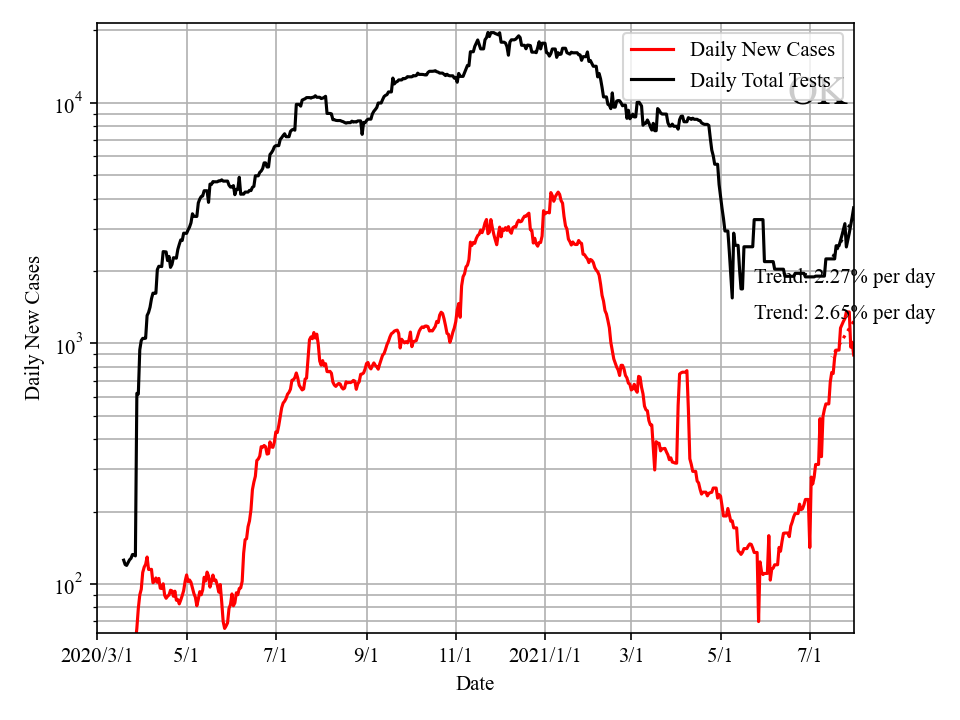 Daily New Cases
Daily Total Tests
OK
10^4
10^3
10^2
Daily New Cases
Trend: 2.27% per day
Trend: 2.65% per day
2020/3/1 5/1 7/1 9/1 11/1 2021/1/1 3/1 5/1 7/1
Date